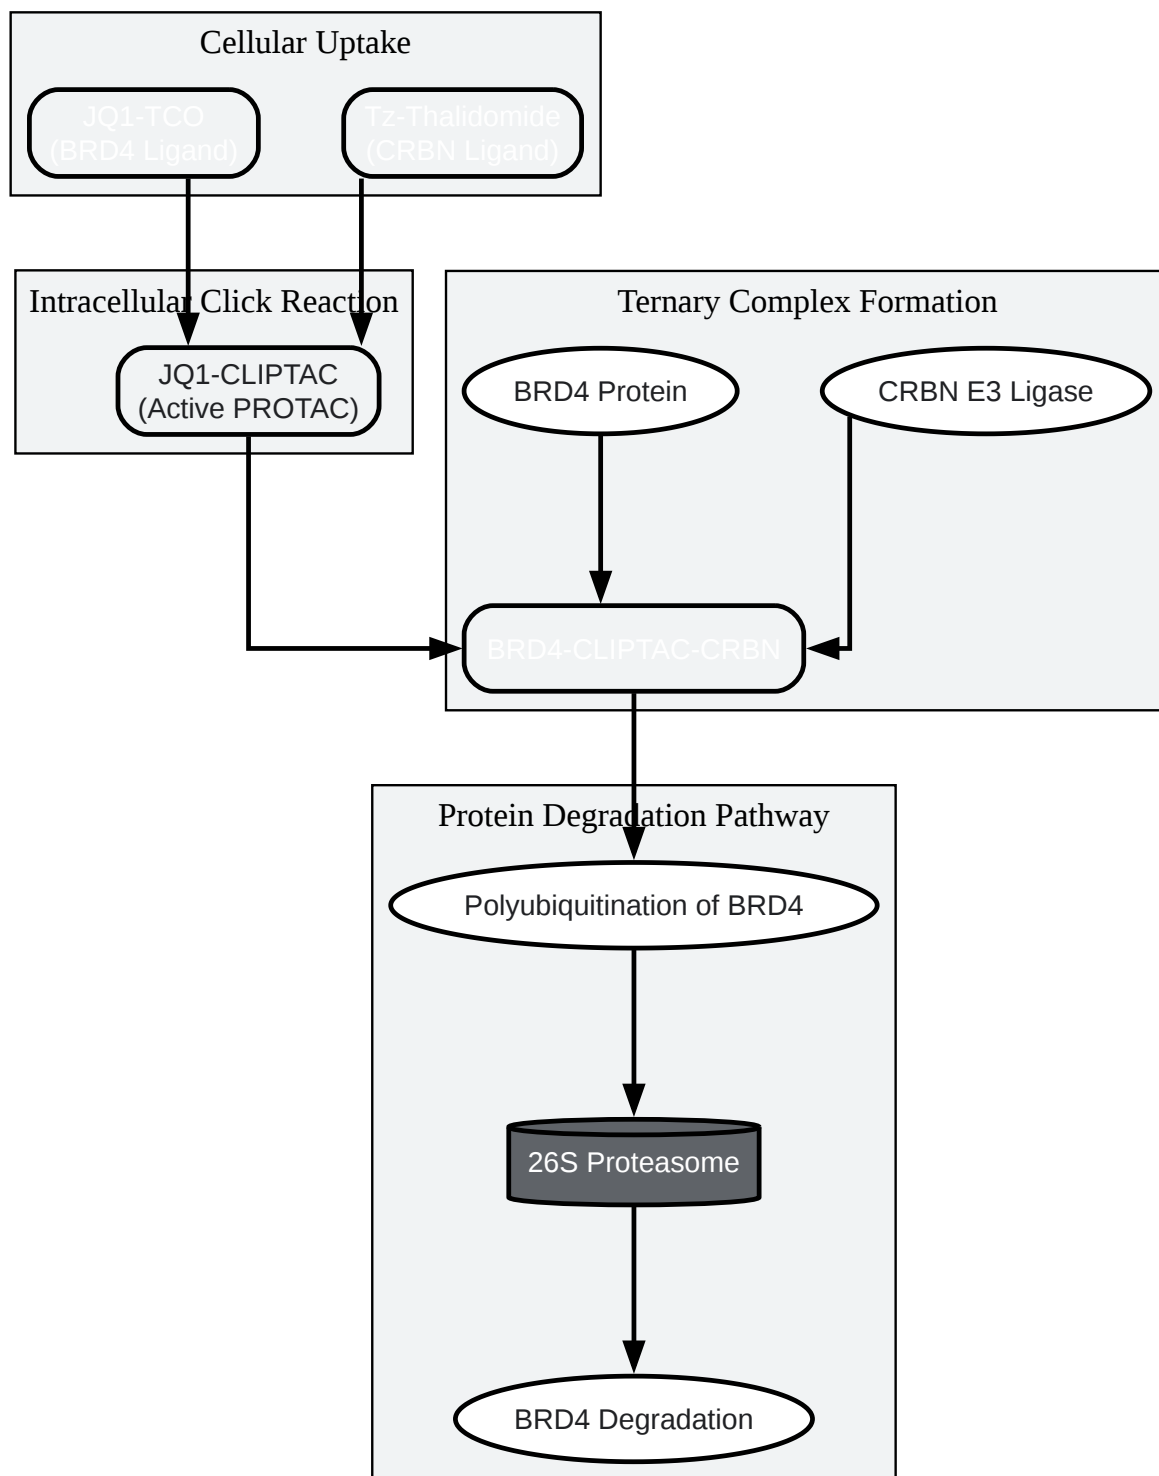 Cellular Uptake
JQ1-TCO
(BRD4 Ligand)
Tz-Thalidomide
(CRBN Ligand)
Intracellular Click Reaction
JQ1-CLIPTAC
(Active PROTAC)
Ternary Complex Formation
BRD4 Protein
CRBN E3 Ligase
BRD4-CLIPTAC-CRBN
Protein Degradation Pathway
Polyubiquitination of BRD4
26S Proteasome
BRD4 Degradation